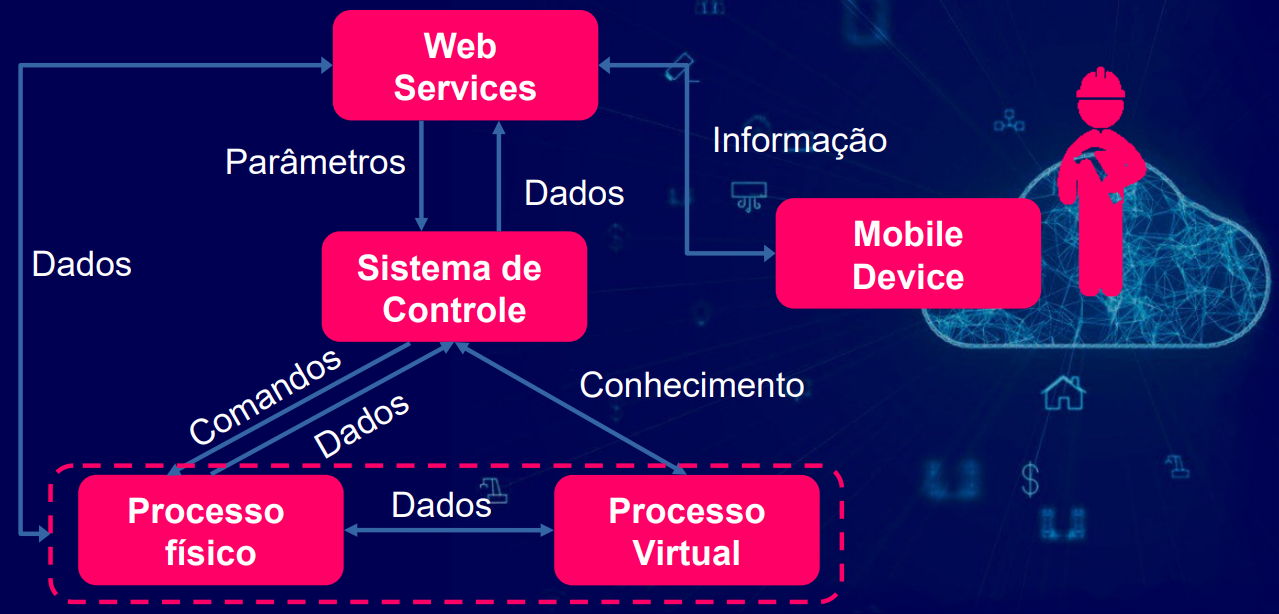 Web
Services
Parâmetros
Dados
Informação
Dados
Sistema de
Controle
Mobile
Device
Comandos
Dados
Conhecimento
Processo
físico
Dados
Processo
Virtual